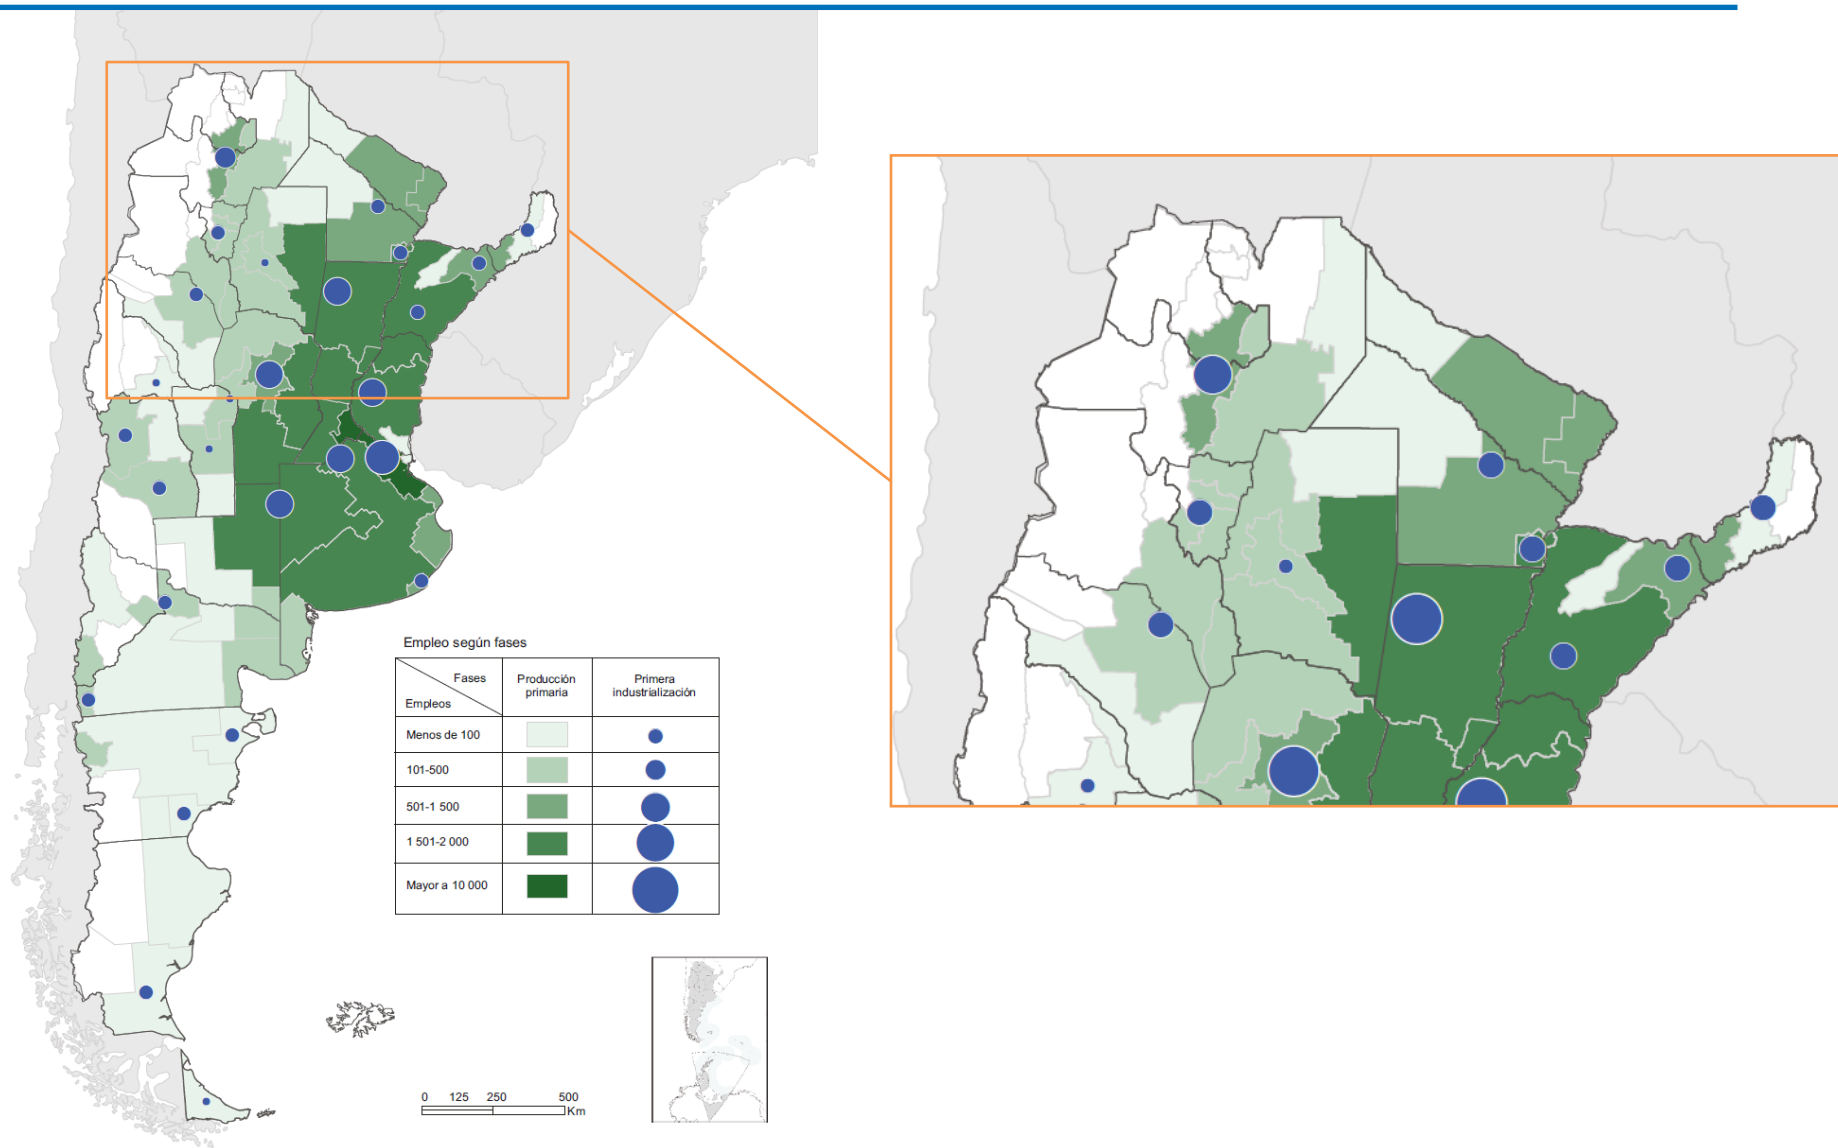 Empleo según fases
Fases
Empleos
Producción
primaria
Primera
industrialización
Menos de 100
101-500
501-1 500
1 501-2 000
Mayor a 10 000
0 125 250 500
Km